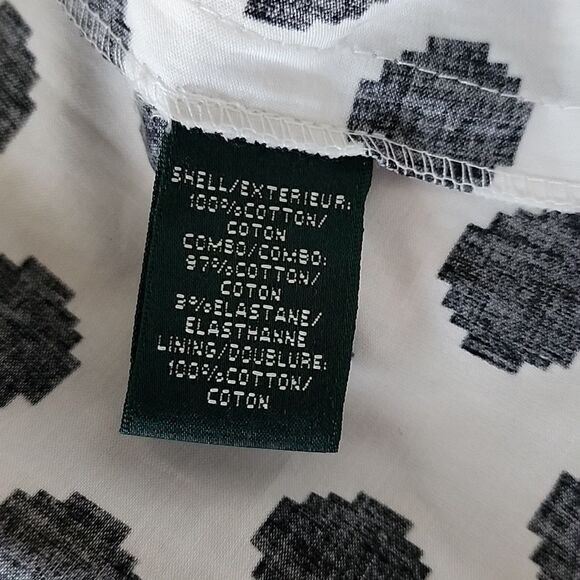 SHELL/EXTERIEUR:
100%COTTON/
COTON
COMBO/COMBO:
97%COTTON/
COTON
3%ELASTANE/
ELASTHANNE
LINING/DOUBLURE:
100%COTTON/
COTON